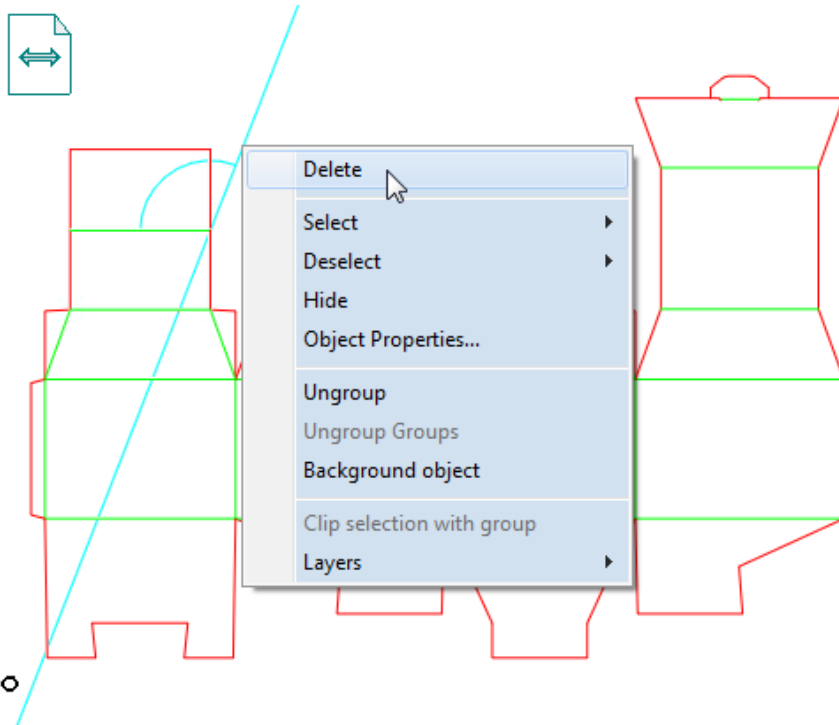 Delete
Select
Deselect
Hide
Object Properties...
Ungroup
Ungroup Groups
Background object
Clip selection with group
Layers